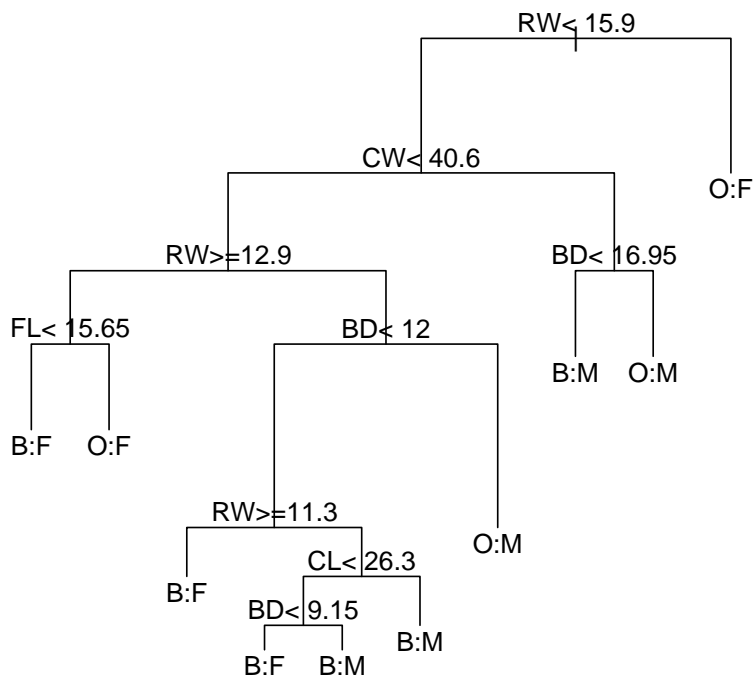 RW< 15.9
CW< 40.6
O:F
RW>=12.9
BD< 16.95
FL< 15.65
BD< 12
B:M
O:M
B:F
O:F
RW>=11.3
O:M
CL< 26.3
B:F
BD< 9.15
B:M
B:F
B:M